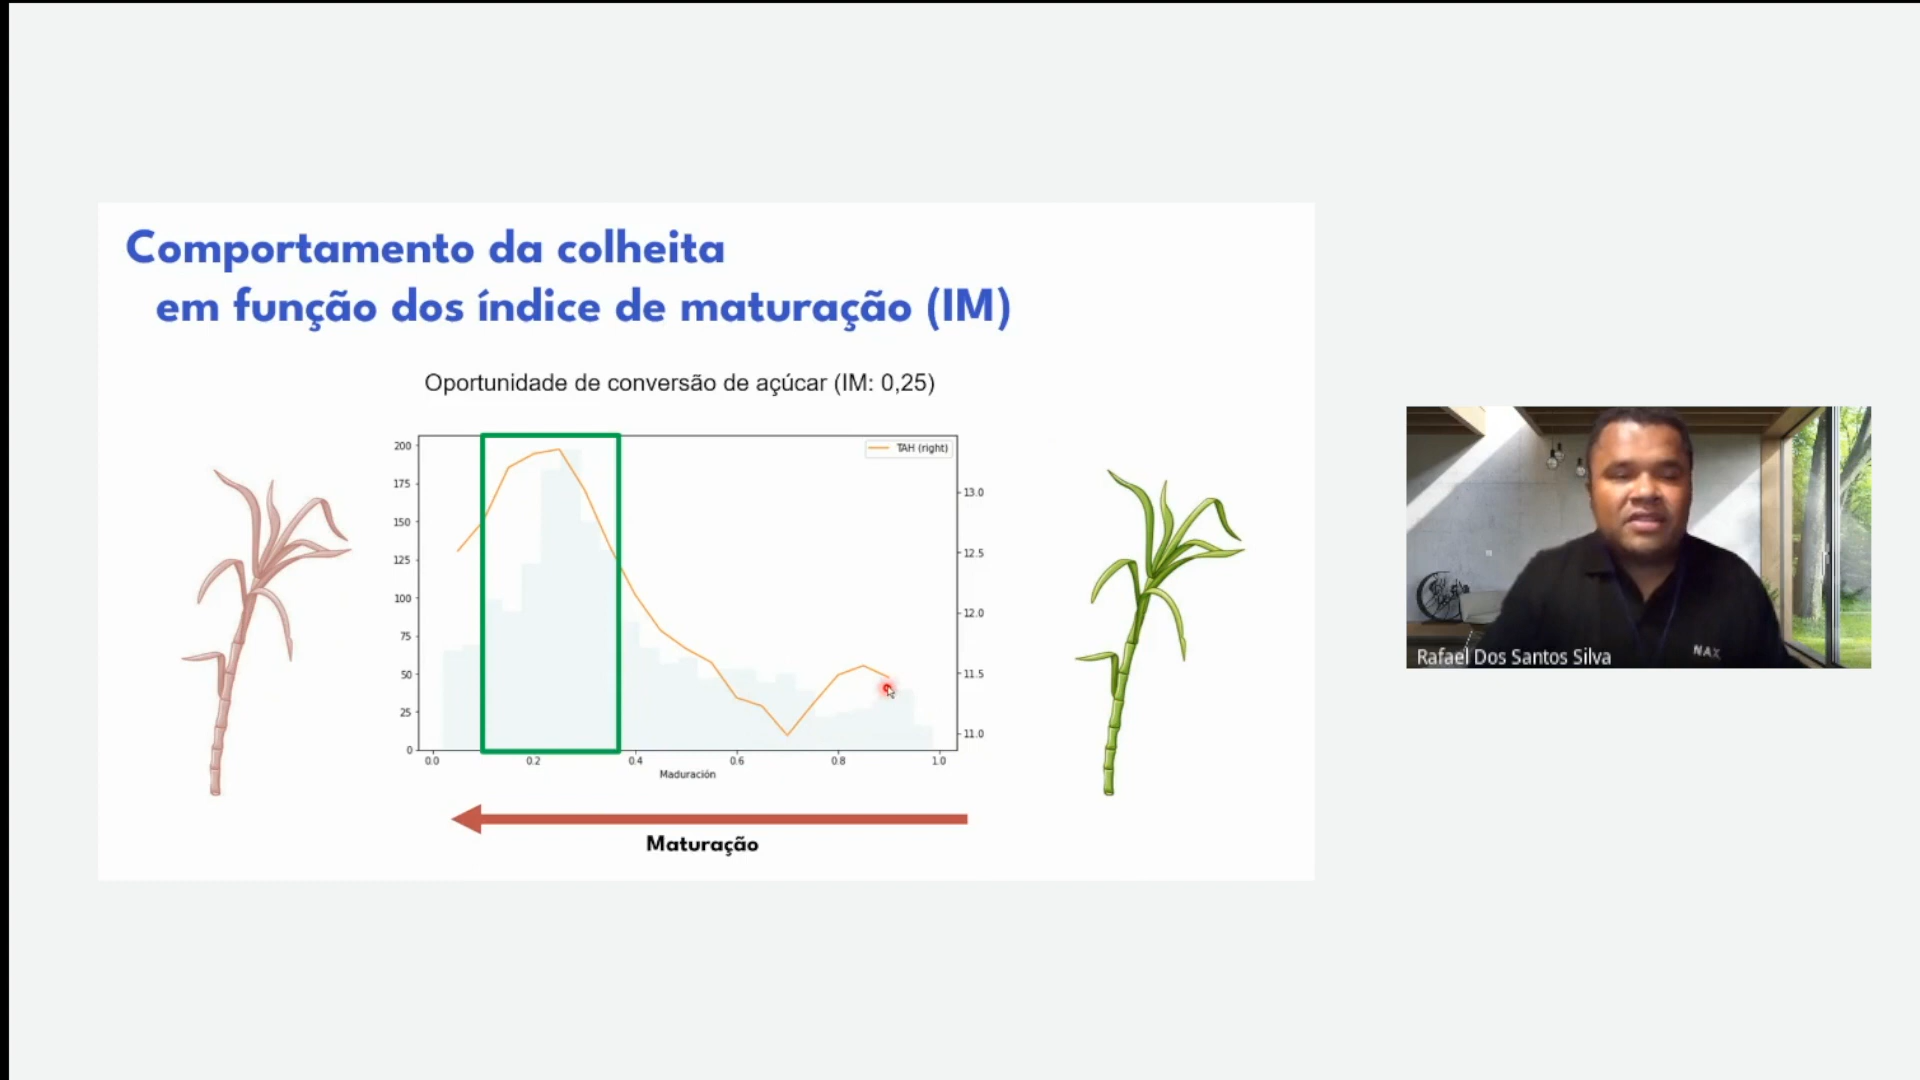 Comportamento da colheita
em função dos índice de maturação (IM)
Oportunidade de conversão de açúcar (IM: 0,25)
TAH (right)
200
175
150
125
100
75
50
25
0
13.0
12.5
12.0
11.5
11.0
0.0 0.2 0.4 0.6 0.8 1.0
Maduración
Maturação
Rafael Dos Santos Silva
NAX